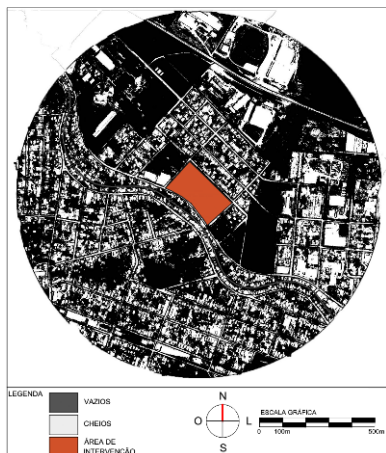 LEGENDA
VAZIOS
CHEIOS
ÁREA DE
INTERVENÇÃO
N
O L
S
ESCALA GRÁFICA
0 100m 500m